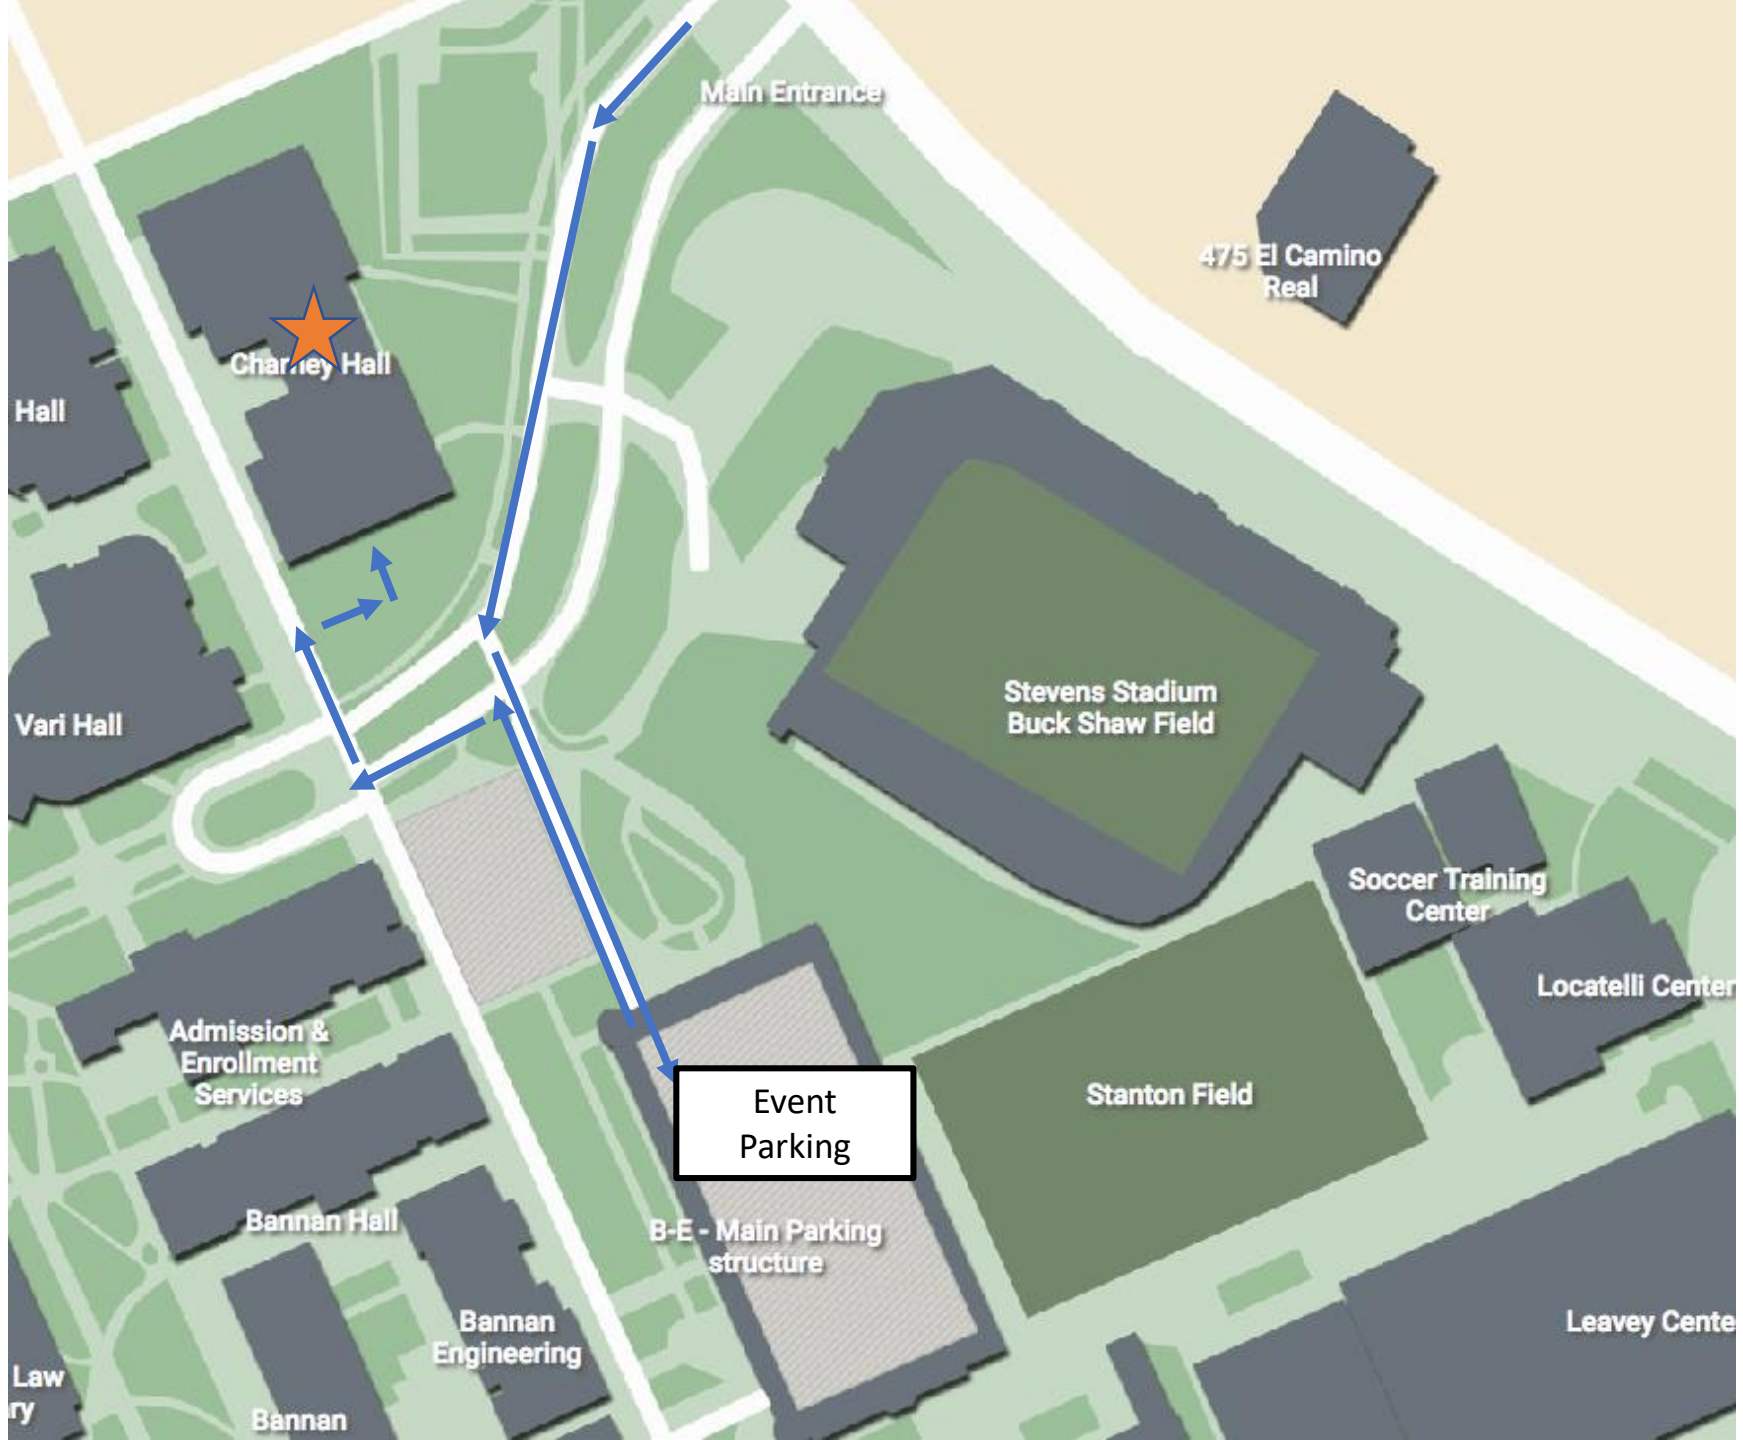 Main Entrance
475 El Camino
Real
Charney Hall
Hall
Stevens Stadium
Buck Shaw Field
Vari Hall
Soccer Training
Center
Locatelli Center
Admission &
Enrollment
Services
Event
Parking
Stanton Field
Bannan Hall
B-E - Main Parking
structure
Bannan
Engineering
Leavey Cente
Law
ry
Bannan